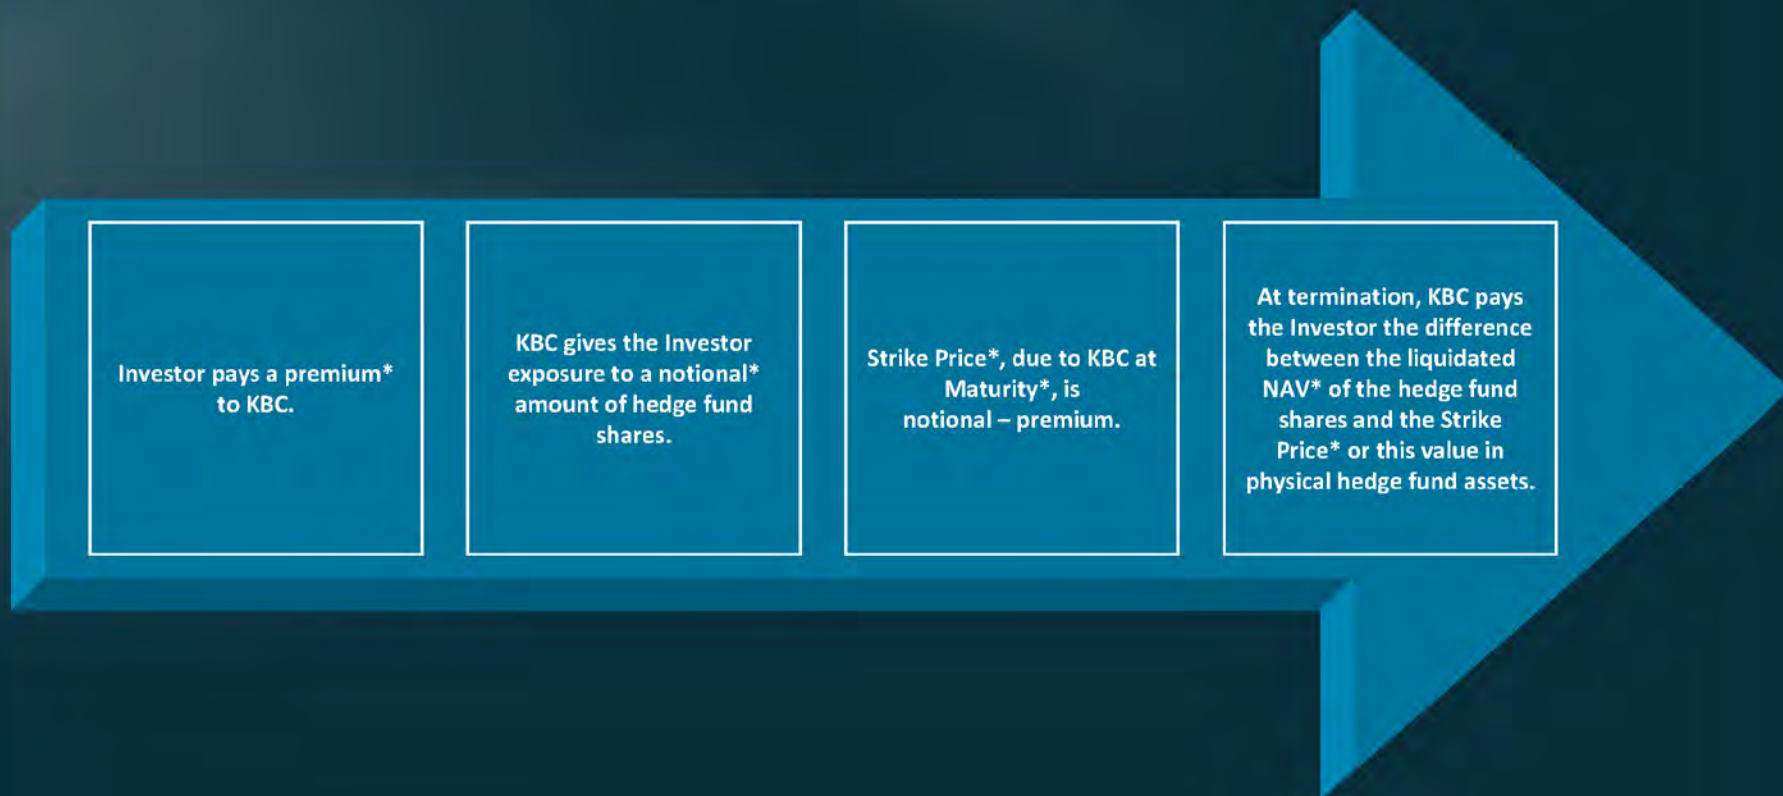 Investor pays a premium*
to KBC.
KBC gives the Investor
exposure to a notional*
amount of hedge fund
shares.
Strike Price*, due to KBC at
Maturity*, is
notional – premium.
At termination, KBC pays
the Investor the difference
between the liquidated
NAV* of the hedge fund
shares and the Strike
Price* or this value in
physical hedge fund assets.